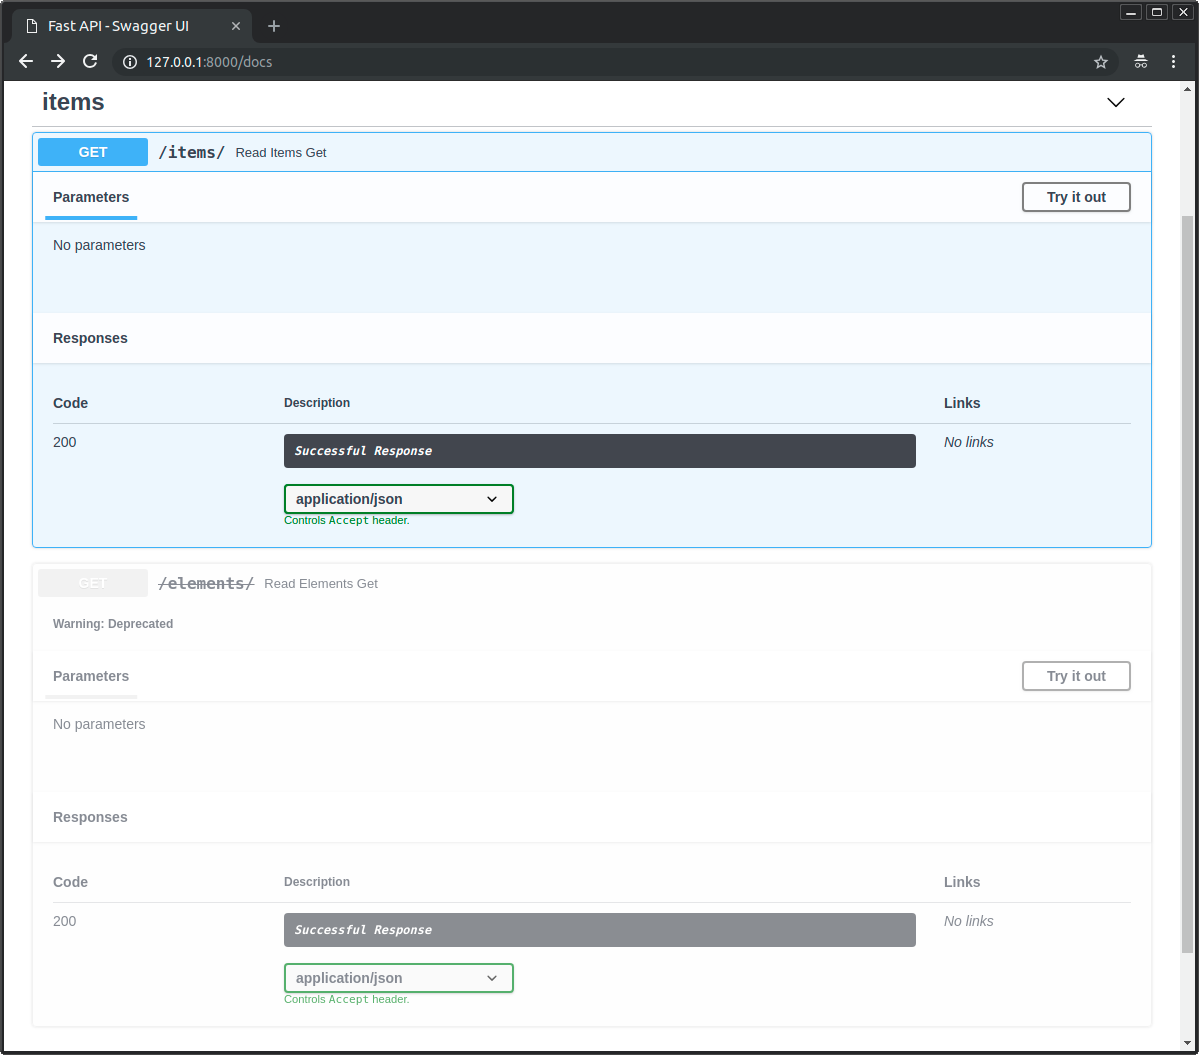 Fast API - Swagger UI
127.0.0.1:8000/docs
items
GET /items/ Read Items Get
Parameters Try it out
No parameters
Responses
Code Description Links
200 Successful Response No links
application/json
Controls Accept header.
GET /elements/ Read Elements Get
Warning: Deprecated
Parameters Try it out
No parameters
Responses
Code Description Links
200 Successful Response No links
application/json
Controls Accept header.